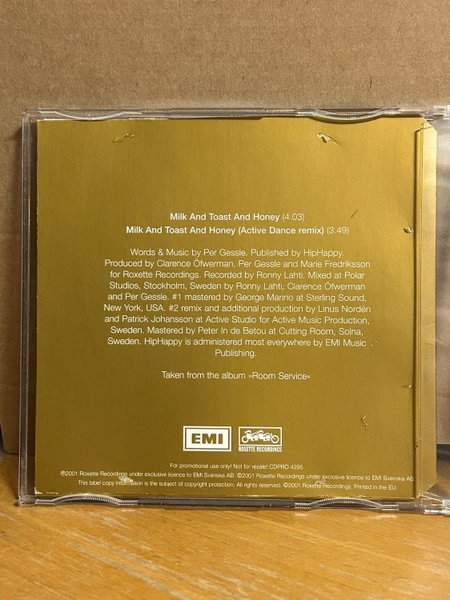 Milk And Toast And Honey (4.03)
Milk And Toast And Honey (Active Dance remix) (3.49)
Words & Music by Per Gessle. Published by HipHappy.
Produced by Clarence Öfwerman, Per Gessle and Marie Fredriksson
for Roxette Recordings. Recorded by Ronny Lahti. Mixed at Polar
Studios, Stockholm, Sweden by Ronny Lahti, Clarence Öfwerman
and Per Gessle. #1 mastered by George Marino at Sterling Sound,
New York, USA. #2 remix and additional production by Linus Nordén
and Patrick Johansson at Active Studio for Active Music Production,
Sweden. Mastered by Peter In de Betou at Cutting Room, Solna,
Sweden. HipHappy is administered most everywhere by EMI Music
Publishing.
Taken from the album »Room Service«
EMI
ROXETTE RECORDINGS
For promotional use only! Not for resale! CDPRO 4295
©2001 Roxette Recordings under exclusive licence to EMI Svenska AB. ℗2001 Roxette Recordings under exclusive licence to EMI Svenska AB.
This label copy information is the subject of copyright protection. All rights reserved. ©2001 Roxette Recordings. Printed in the EU.